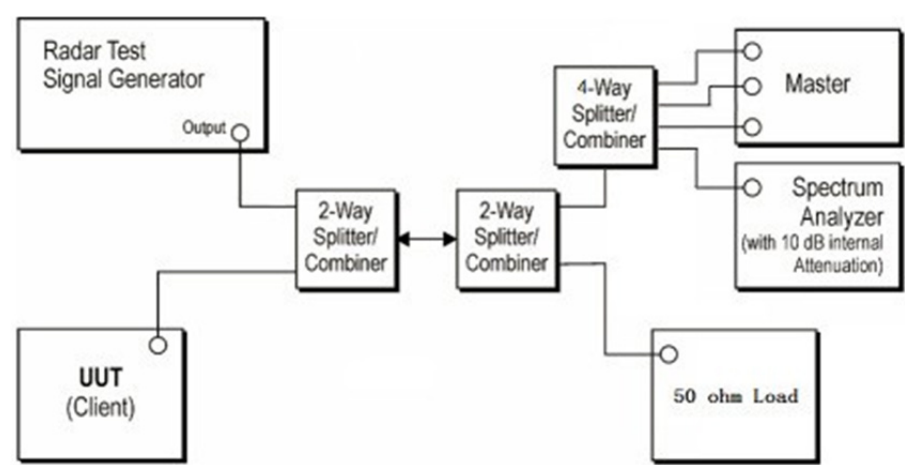 Radar Test
Signal Generator
Output
4-Way
Splitter/
Combiner
Master
2-Way
Splitter/
Combiner
2-Way
Splitter/
Combiner
Spectrum
Analyzer
(with 10 dB internal
Attenuation)
UUT
(Client)
50 ohm Load